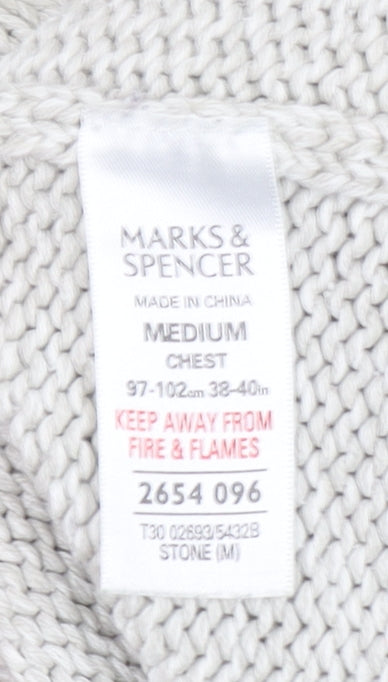 MARKS &
SPENCER
MADE IN CHINA
MEDIUM
CHEST
97-102cm 38-40in
KEEP AWAY FROM
FIRE & FLAMES
2654 096
T30 02693/5432B
STONE (M)